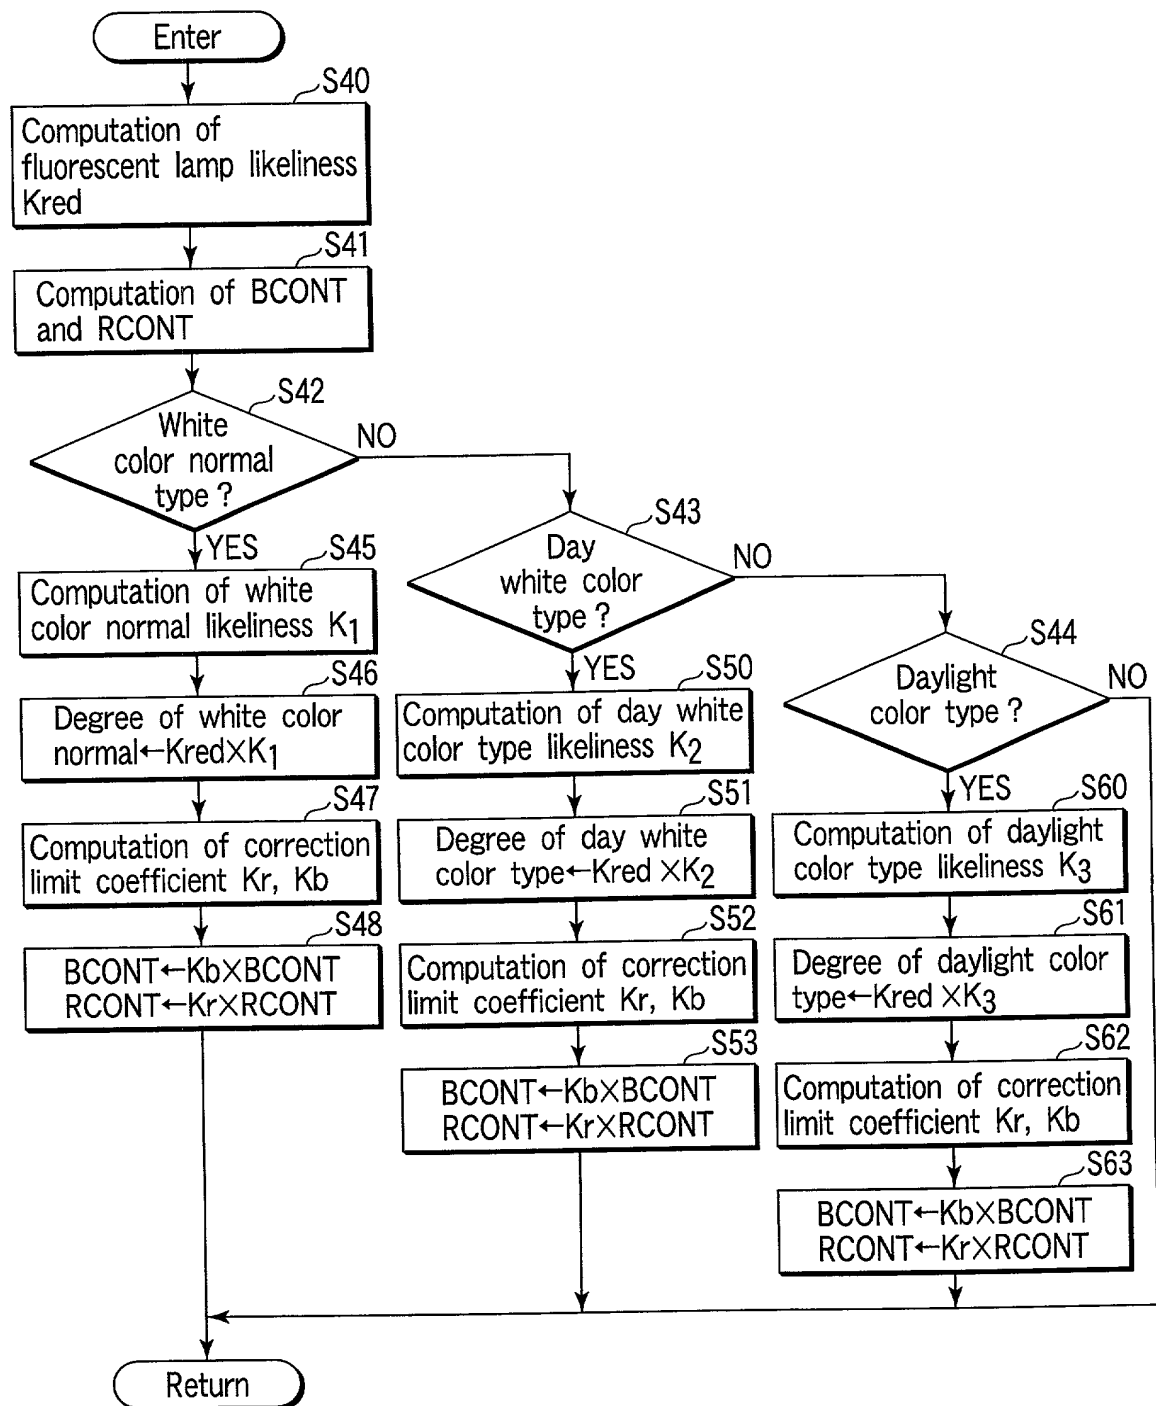 Enter
S40
Computation of
fluorescent lamp likeliness
Kred
S41
Computation of BCONT
and RCONT
S42
White
color normal
type ?
NO
YES
S45
Computation of white
color normal likeliness K1
S46
Degree of white color
normal←Kred×K1
S47
Computation of correction
limit coefficient Kr, Kb
S48
BCONT←Kb×BCONT
RCONT←Kr×RCONT
S43
Day
white color
type ?
NO
YES
S50
Computation of day white
color type likeliness K2
S51
Degree of day white
color type←Kred ×K2
S52
Computation of correction
limit coefficient Kr, Kb
S53
BCONT←Kb×BCONT
RCONT←Kr×RCONT
S44
Daylight
color type ?
NO
YES
S60
Computation of daylight
color type likeliness K3
S61
Degree of daylight color
type←Kred ×K3
S62
Computation of correction
limit coefficient Kr, Kb
S63
BCONT←Kb×BCONT
RCONT←Kr×RCONT
Return